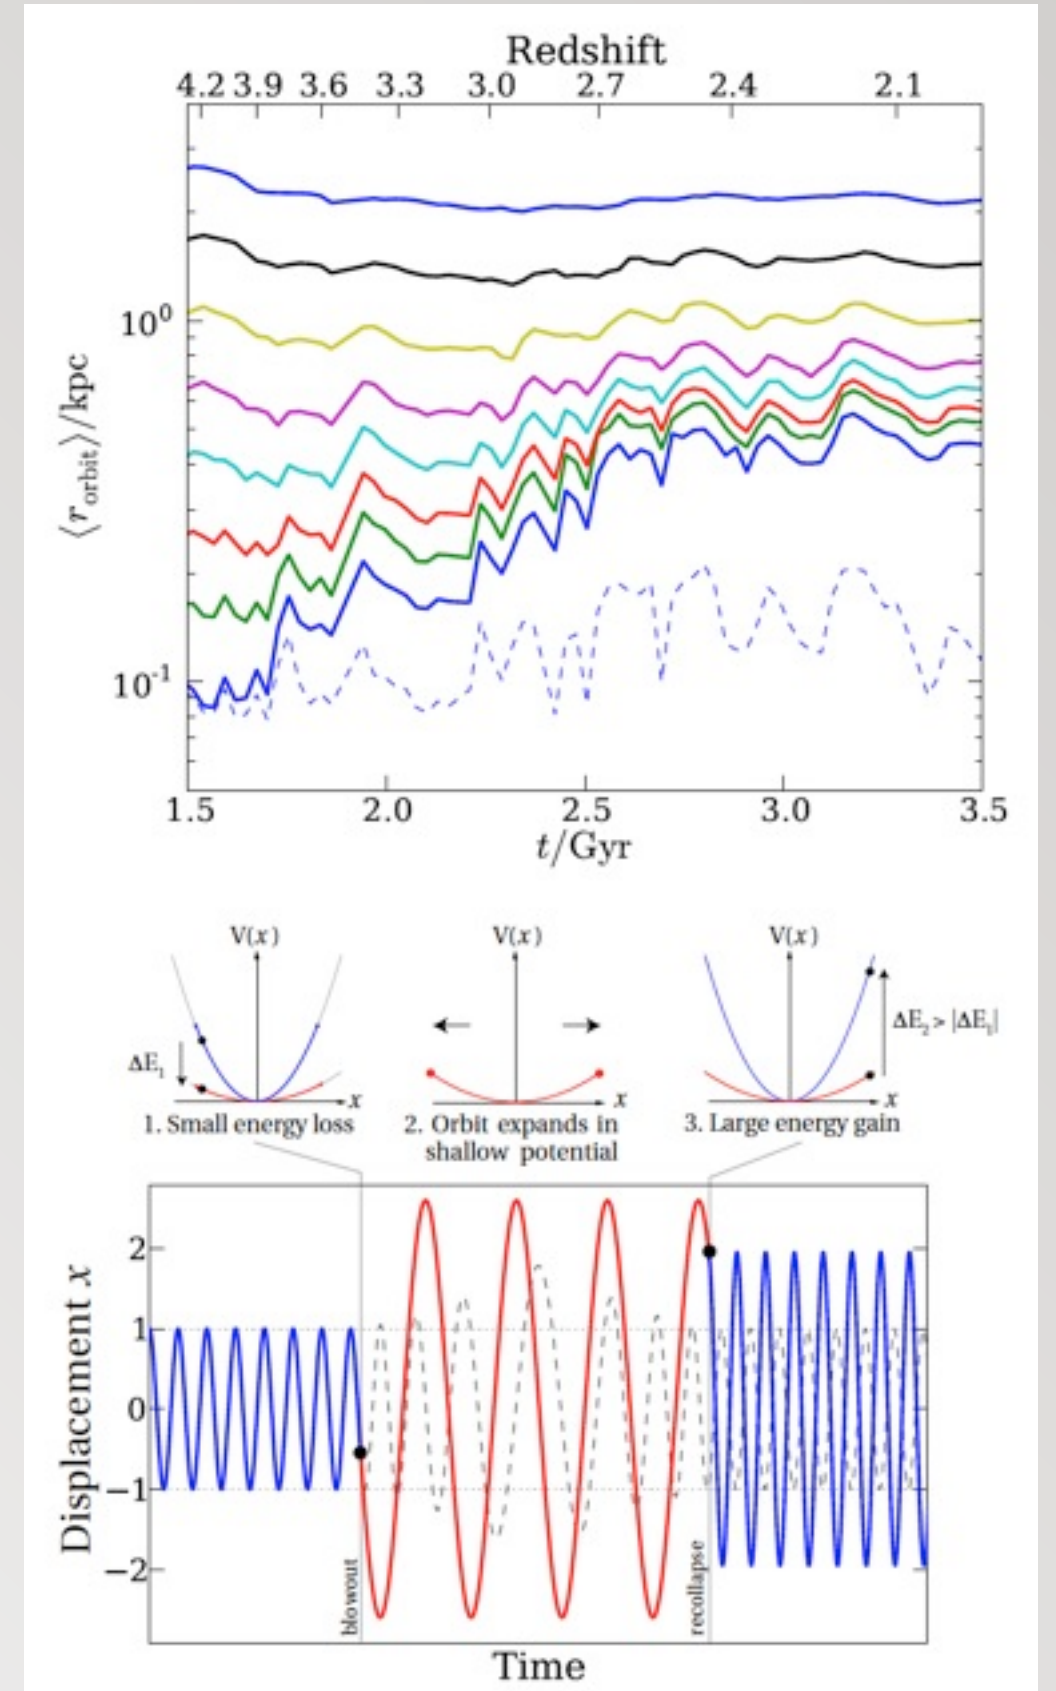 Redshift
4.2 3.9 3.6 3.3 3.0 2.7 2.4 2.1
⟨r_orbit⟩/kpc
10^0
10^-1
1.5 2.0 2.5 3.0 3.5
t/Gyr
V(x) V(x) V(x)
ΔE_1
ΔE_2 > |ΔE_1|
x x x
1. Small energy loss
2. Orbit expands in
shallow potential
3. Large energy gain
Displacement x
2
1
0
−1
−2
blowout
recollapse
Time